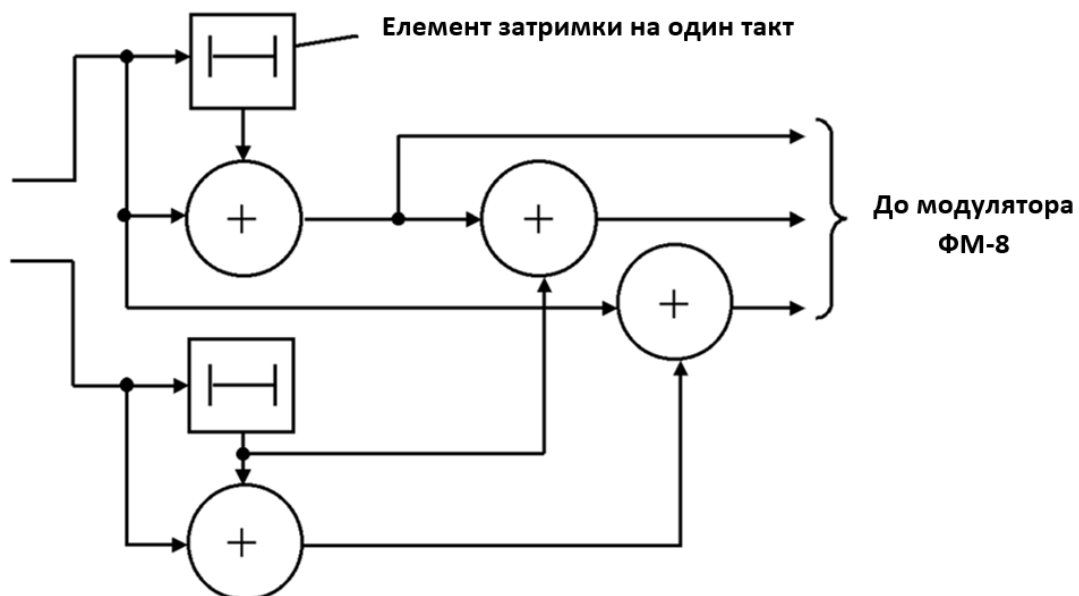 Елемент затримки на один такт
До модулятора
ФМ-8